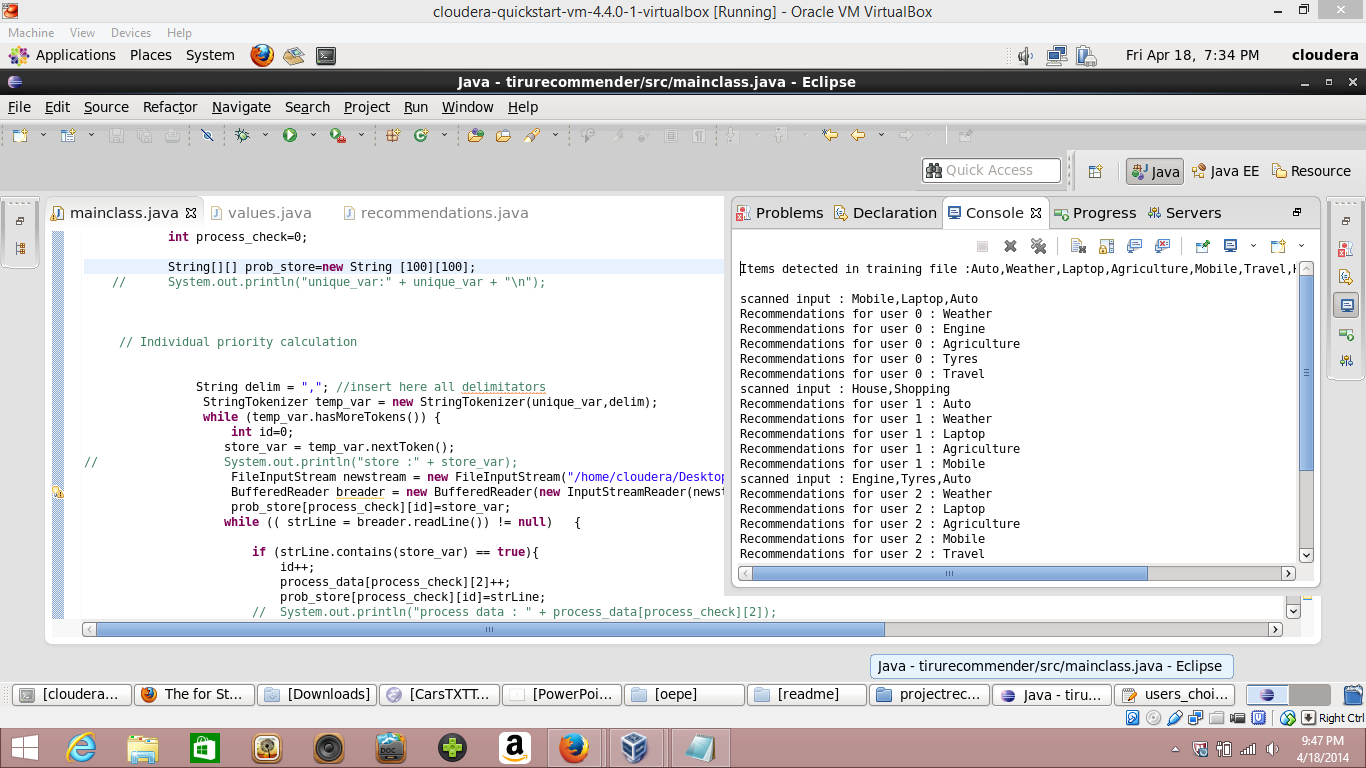 cloudera-quickstart-vm-4.4.0-1-virtualbox [Running] - Oracle VM VirtualBox
Machine View Devices Help
Applications Places System Fri Apr 18, 7:34 PM cloudera
Java - tirurecommender/src/mainclass.java - Eclipse
File Edit Source Refactor Navigate Search Project Run Window Help
Quick Access Java Java EE Resource
mainclass.java values.java recommendations.java
int process_check=0;
String[][] prob_store=new String [100][100];
// System.out.println("unique_var:" + unique_var + "\n");
// Individual priority calculation
String delim = ","; //insert here all delimitators
StringTokenizer temp_var = new StringTokenizer(unique_var,delim);
while (temp_var.hasMoreTokens()) {
int id=0;
store_var = temp_var.nextToken();
// System.out.println("store :" + store_var);
FileInputStream newstream = new FileInputStream("/home/cloudera/Desktop
BufferedReader breader = new BufferedReader(new InputStreamReader(newst
prob_store[process_check][id]=store_var;
while (( strLine = breader.readLine()) != null) {
if (strLine.contains(store_var) == true){
id++;
process_data[process_check][2]++;
prob_store[process_check][id]=strLine;
// System.out.println("process data : " + process_data[process_check][2]);
Problems Declaration Console Progress Servers
Items detected in training file :Auto,Weather,Laptop,Agriculture,Mobile,Travel,
scanned input : Mobile,Laptop,Auto
Recommendations for user 0 : Weather
Recommendations for user 0 : Engine
Recommendations for user 0 : Agriculture
Recommendations for user 0 : Tyres
Recommendations for user 0 : Travel
scanned input : House,Shopping
Recommendations for user 1 : Auto
Recommendations for user 1 : Weather
Recommendations for user 1 : Laptop
Recommendations for user 1 : Agriculture
Recommendations for user 1 : Mobile
scanned input : Engine,Tyres,Auto
Recommendations for user 2 : Weather
Recommendations for user 2 : Laptop
Recommendations for user 2 : Agriculture
Recommendations for user 2 : Mobile
Recommendations for user 2 : Travel
Java - tirurecommender/src/mainclass.java - Eclipse
[cloudera... The for St... [Downloads] [CarsTXTT... [PowerPoi... [oepe] [readme] projectrec... Java - tiru... users_choi...
Right Ctrl
DOC
a
9:47 PM
4/18/2014